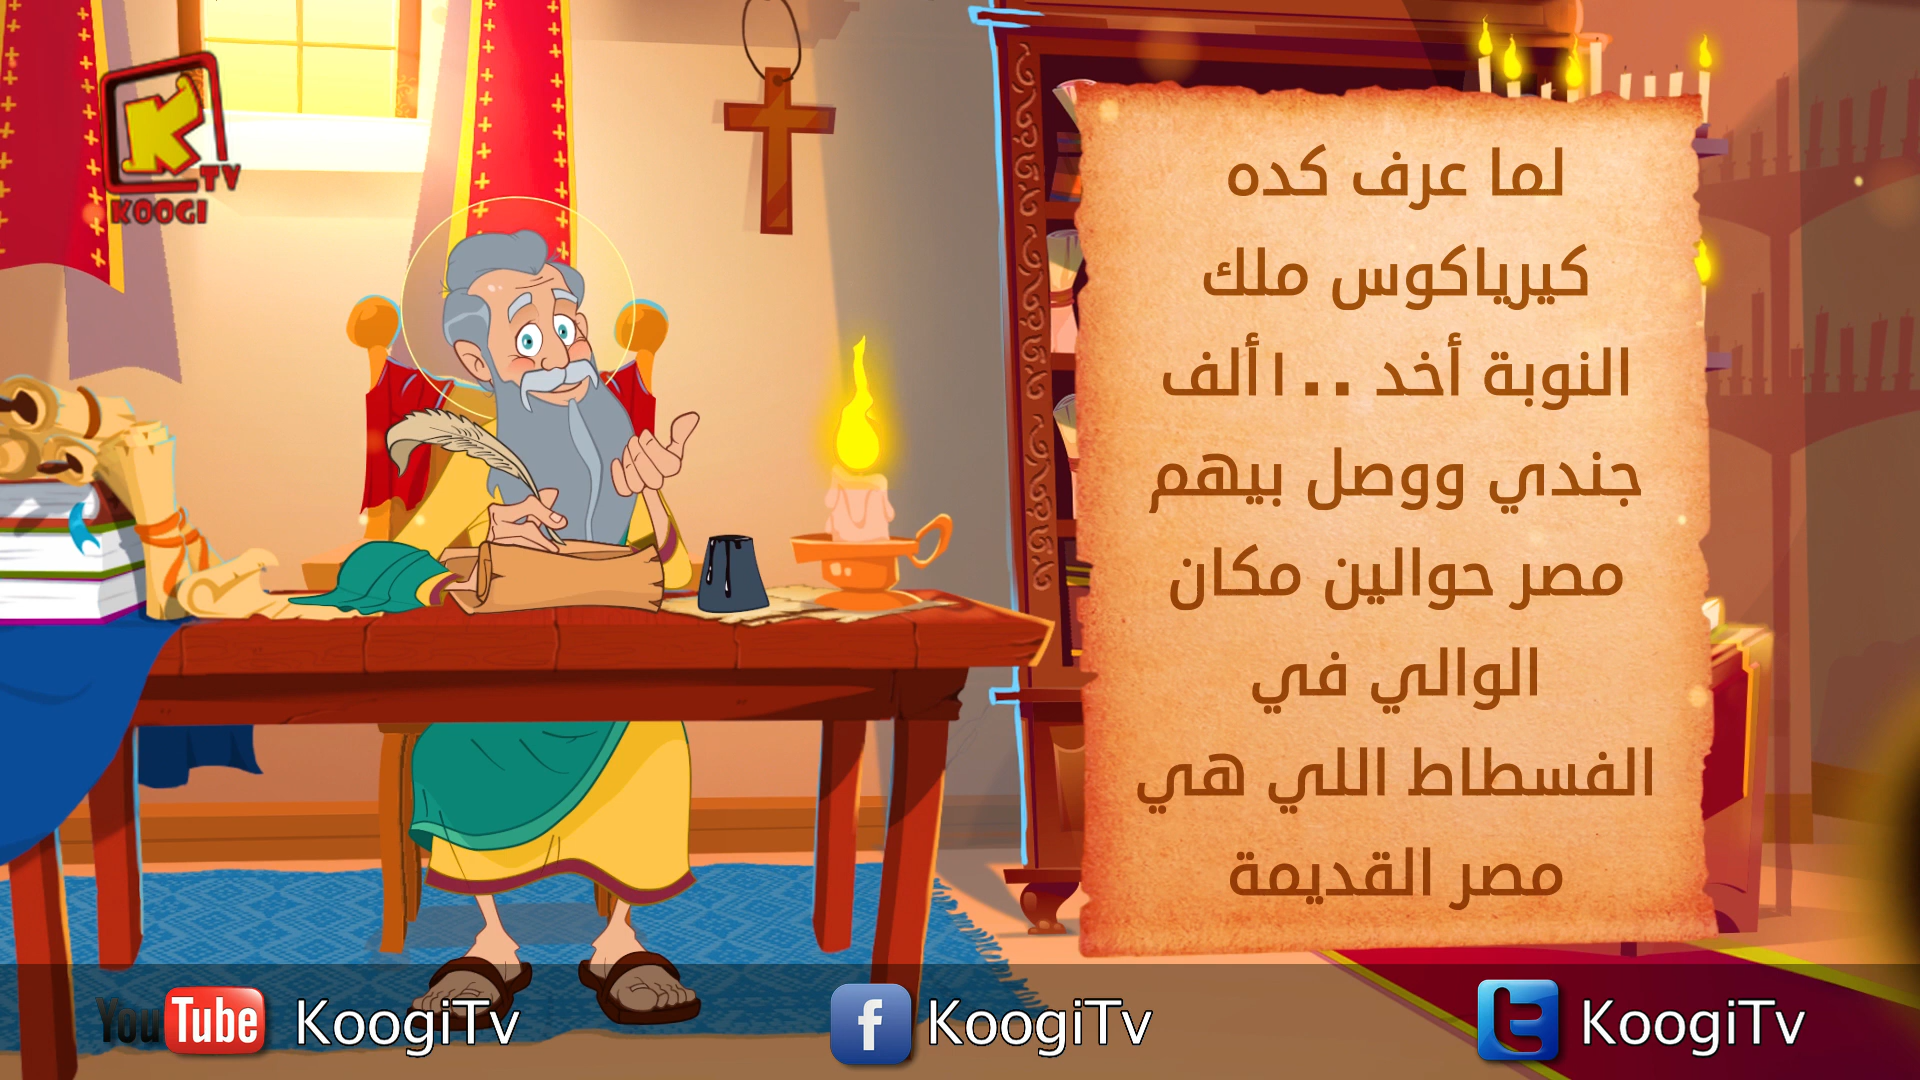 K
TV
KOOGI
لما عرف كده
كيرياكوس ملك
النوبة أخد ١٠٠ألف
جندي ووصل بيهم
مصر حوالين مكان
الوالي في
الفسطاط اللي هي
مصر القديمة
YouTube KoogiTv
f KoogiTv
t KoogiTv